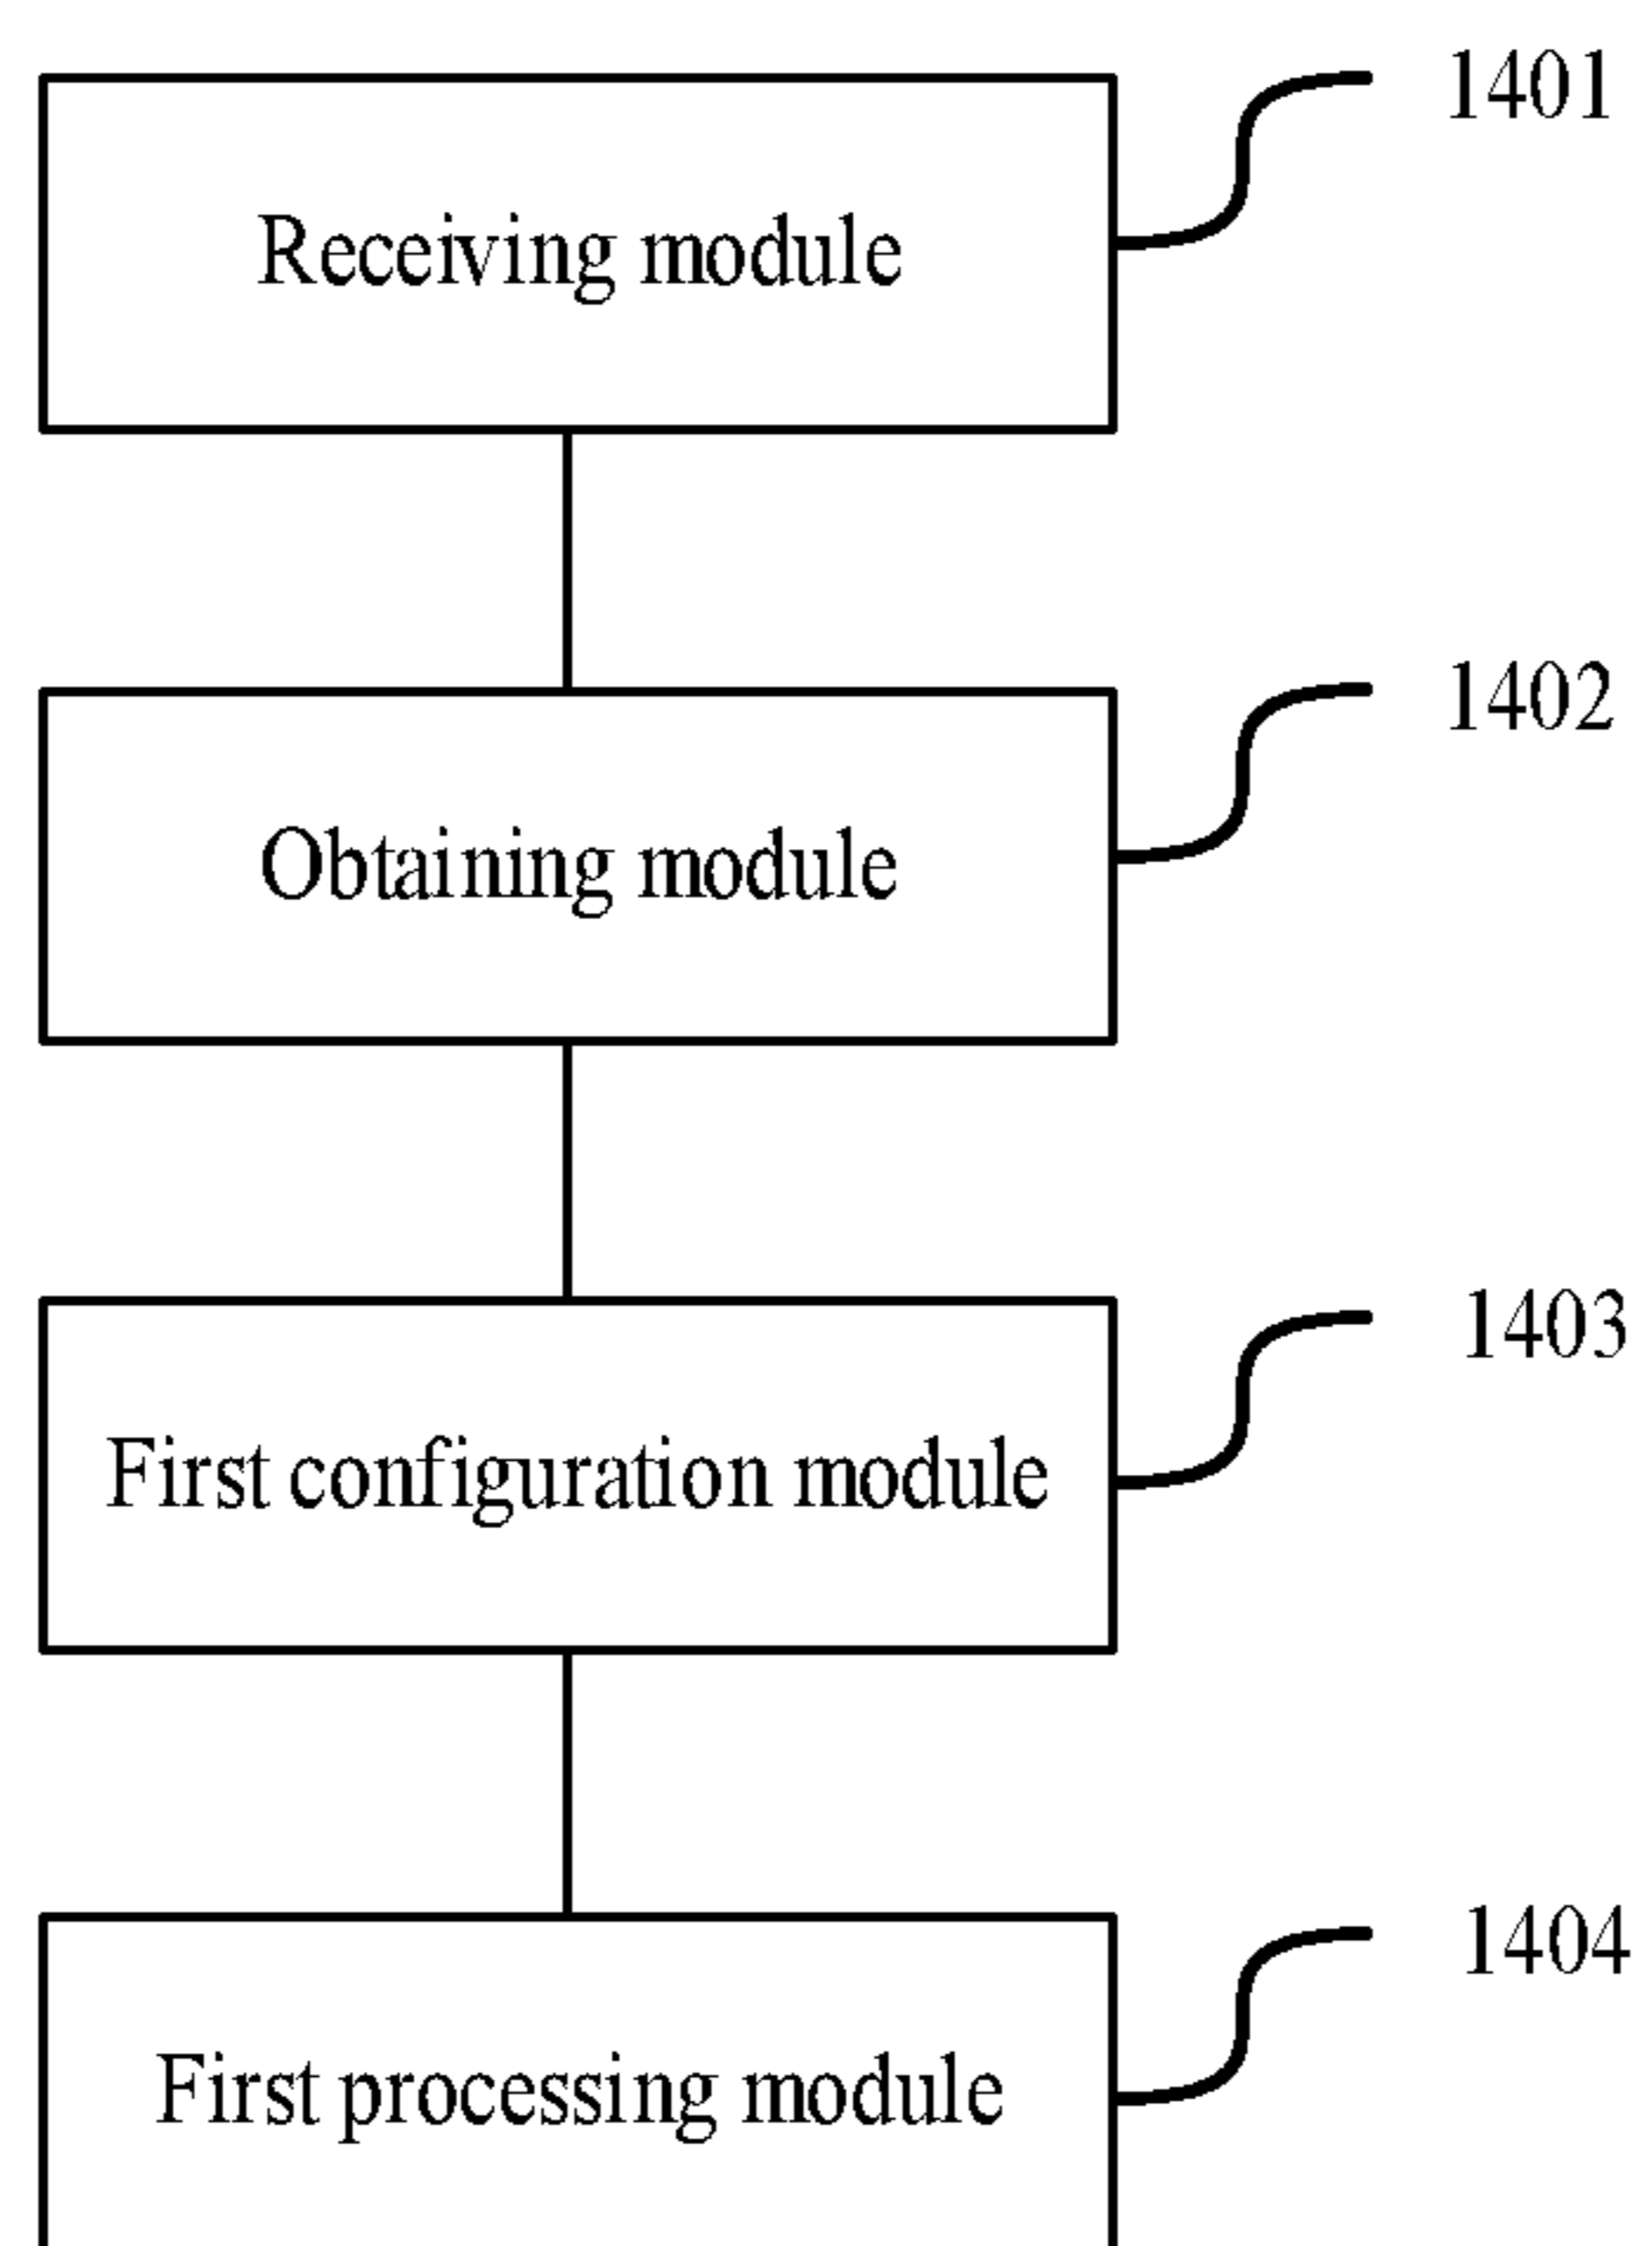 1401
Receiving module
1402
Obtaining module
1403
First configuration module
1404
First processing module